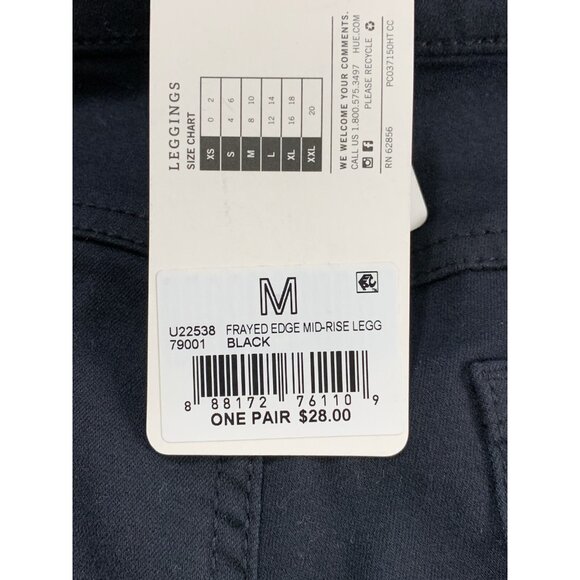 LEGGINGS
SIZE CHART
XS 0 2
S 4 6
M 8 10
L 12 14
XL 16 18
XXL 20
WE WELCOME YOUR COMMENTS.
CALL US 1.800.575.3497 HUE.COM
PLEASE RECYCLE
RN 62856 PC037150HT CC
M
U22538 FRAYED EDGE MID-RISE LEGG
79001 BLACK
8 88172 76110 9
ONE PAIR $28.00